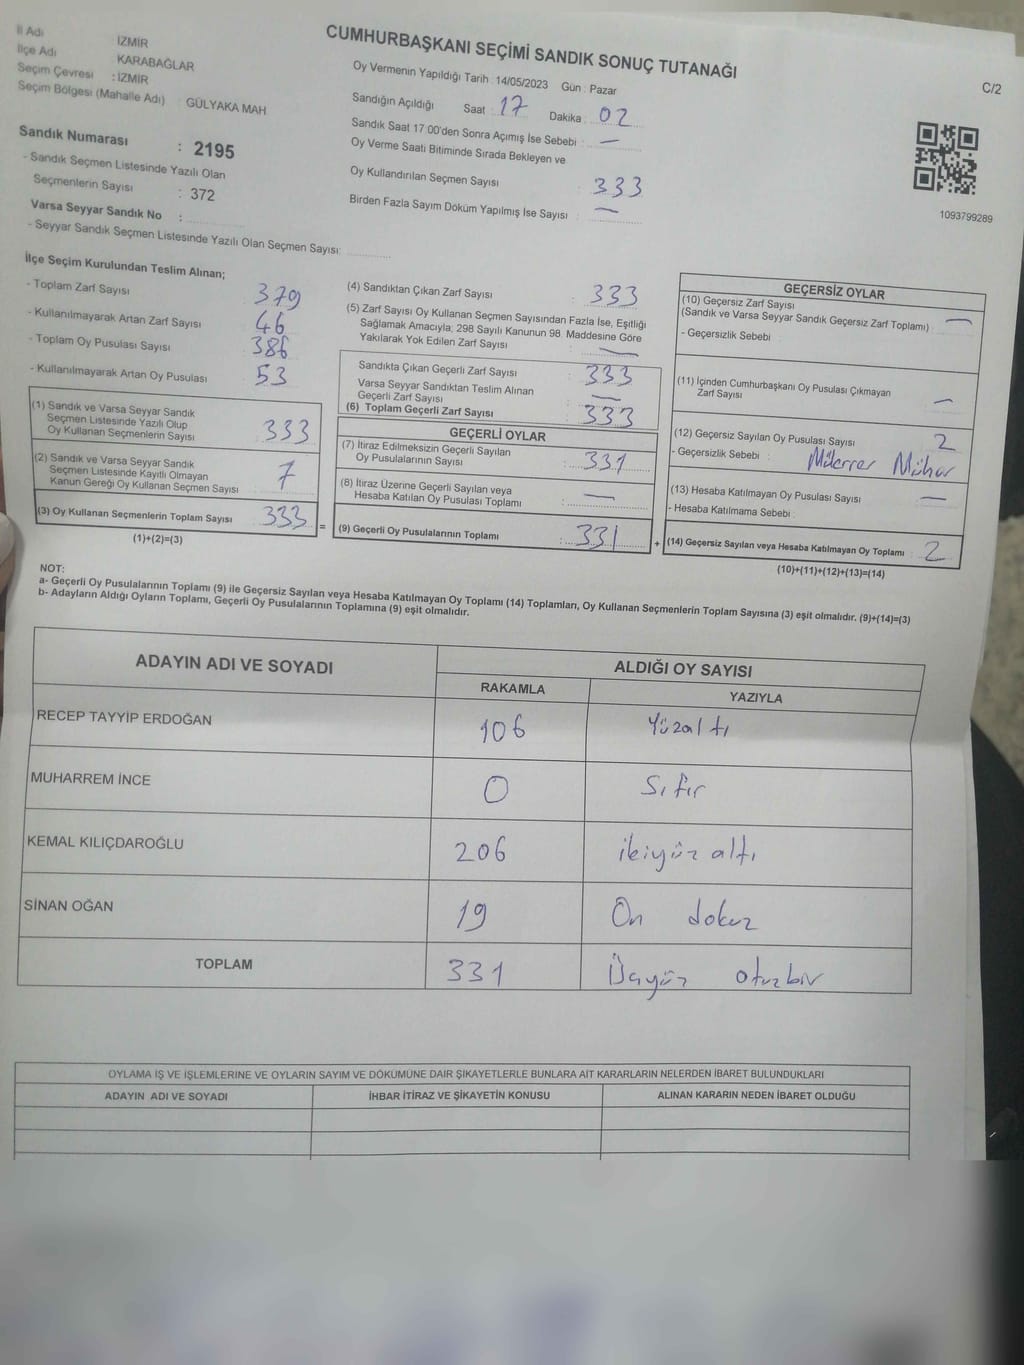 CUMHURBAŞKANI SEÇİMİ SANDIK SONUÇ TUTANAĞI
C/2
İl Adı İZMİR
İlçe Adı KARABAĞLAR
Seçim Çevresi : İZMİR
Seçim Bölgesi (Mahalle Adı) GÜLYAKA MAH
Sandık Numarası : 2195
- Sandık Seçmen Listesinde Yazılı Olan
Seçmenlerin Sayısı : 372
Varsa Seyyar Sandık No :
- Seyyar Sandık Seçmen Listesinde Yazılı Olan Seçmen Sayısı:
Oy Vermenin Yapıldığı Tarih : 14/05/2023 Gün : Pazar
Sandığın Açıldığı Saat : 17 Dakika : 02
Sandık Saat 17:00'den Sonra Açımış İse Sebebi : —
Oy Verme Saati Bitiminde Sırada Bekleyen ve
Oy Kullandırılan Seçmen Sayısı : 333
Birden Fazla Sayım Döküm Yapılmış İse Sayısı : —
1093799289
İlçe Seçim Kurulundan Teslim Alınan;
- Toplam Zarf Sayısı 379
- Kullanılmayarak Artan Zarf Sayısı 46
- Toplam Oy Pusulası Sayısı 386
- Kullanılmayarak Artan Oy Pusulası 53
(1) Sandık ve Varsa Seyyar Sandık
Seçmen Listesinde Yazılı Olup
Oy Kullanan Seçmenlerin Sayısı 333
(2) Sandık ve Varsa Seyyar Sandık
Seçmen Listesinde Kayıtlı Olmayan
Kanun Gereği Oy Kullanan Seçmen Sayısı 7
(3) Oy Kullanan Seçmenlerin Toplam Sayısı 333 =
(1)+(2)=(3)
(4) Sandıktan Çıkan Zarf Sayısı : 333
(5) Zarf Sayısı Oy Kullanan Seçmen Sayısından Fazla İse, Eşitliği
Sağlamak Amacıyla; 298 Sayılı Kanunun 98. Maddesine Göre
Yakılarak Yok Edilen Zarf Sayısı : —
Sandıkta Çıkan Geçerli Zarf Sayısı : 333
Varsa Seyyar Sandıktan Teslim Alınan
Geçerli Zarf Sayısı : —
(6) Toplam Geçerli Zarf Sayısı : 333
GEÇERLİ OYLAR
(7) İtiraz Edilmeksizin Geçerli Sayılan
Oy Pusulalarının Sayısı : 331
(8) İtiraz Üzerine Geçerli Sayılan veya
Hesaba Katılan Oy Pusulası Toplamı : —
(9) Geçerli Oy Pusulalarının Toplamı : 331 +
GEÇERSİZ OYLAR
(10) Geçersiz Zarf Sayısı
(Sandık ve Varsa Seyyar Sandık Geçersiz Zarf Toplamı) : —
- Geçersizlik Sebebi :
(11) İçinden Cumhurbaşkanı Oy Pusulası Çıkmayan
Zarf Sayısı : —
(12) Geçersiz Sayılan Oy Pusulası Sayısı : 2
- Geçersizlik Sebebi : Mükerrer Mühür
(13) Hesaba Katılmayan Oy Pusulası Sayısı : —
- Hesaba Katılmama Sebebi :
(14) Geçersiz Sayılan veya Hesaba Katılmayan Oy Toplamı : 2
(10)+(11)+(12)+(13)=(14)
NOT:
a- Geçerli Oy Pusulalarının Toplamı (9) ile Geçersiz Sayılan veya Hesaba Katılmayan Oy Toplamı (14) Toplamları, Oy Kullanan Seçmenlerin Toplam Sayısına (3) eşit olmalıdır. (9)+(14)=(3)
b- Adayların Aldığı Oyların Toplamı, Geçerli Oy Pusulalarının Toplamına (9) eşit olmalıdır.
ADAYIN ADI VE SOYADI ALDIĞI OY SAYISI
RAKAMLA YAZIYLA
RECEP TAYYİP ERDOĞAN 106 Yüzaltı
MUHARREM İNCE 0 Sıfır
KEMAL KILIÇDAROĞLU 206 ikiyüz altı
SİNAN OĞAN 19 On dokuz
TOPLAM 331 Üçyüz otuzbir
OYLAMA İŞ VE İŞLEMLERİNE VE OYLARIN SAYIM VE DÖKÜMÜNE DAİR ŞİKAYETLERLE BUNLARA AİT KARARLARIN NELERDEN İBARET BULUNDUKLARI
ADAYIN ADI VE SOYADI İHBAR İTİRAZ VE ŞİKAYETİN KONUSU ALINAN KARARIN NEDEN İBARET OLDUĞU